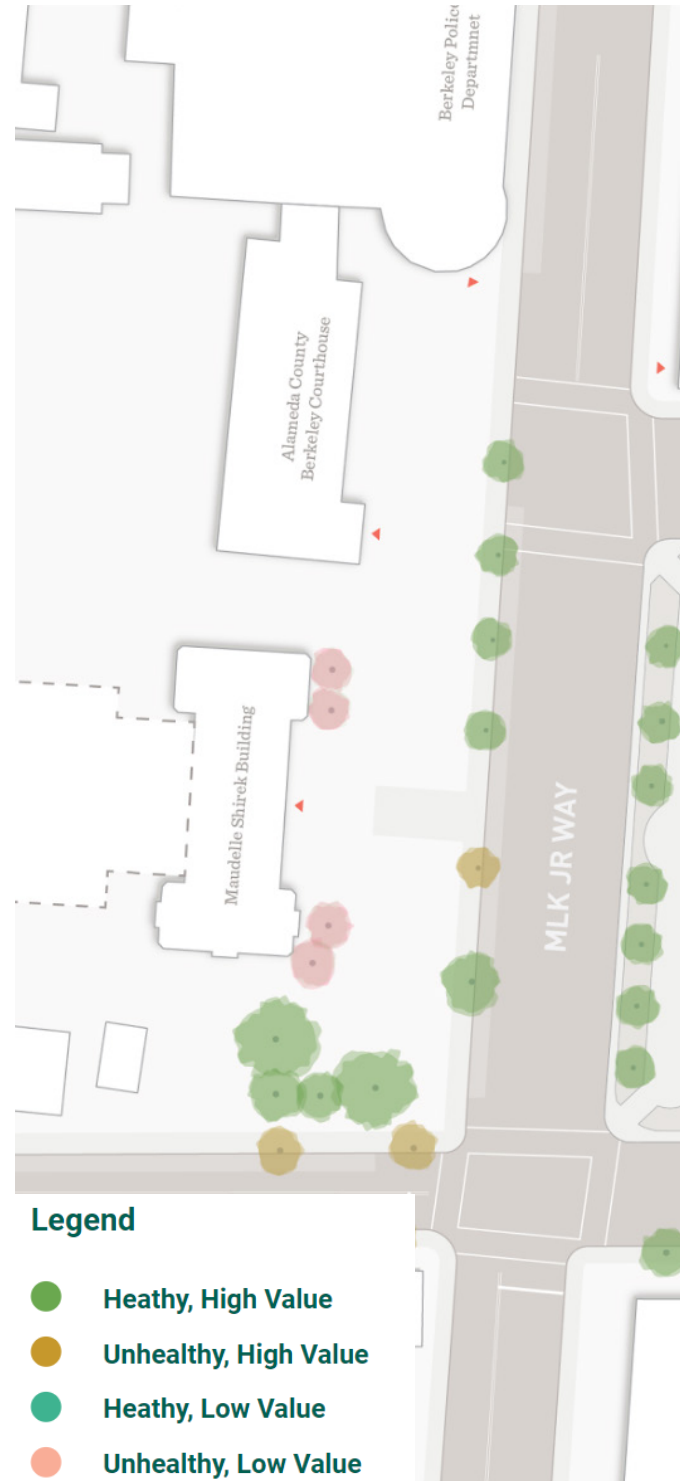 Berkeley Police
Departmnet
Alameda County
Berkeley Courthouse
Maudelle Shirek Building
MLK JR WAY
Legend
Heathy, High Value
Unhealthy, High Value
Heathy, Low Value
Unhealthy, Low Value